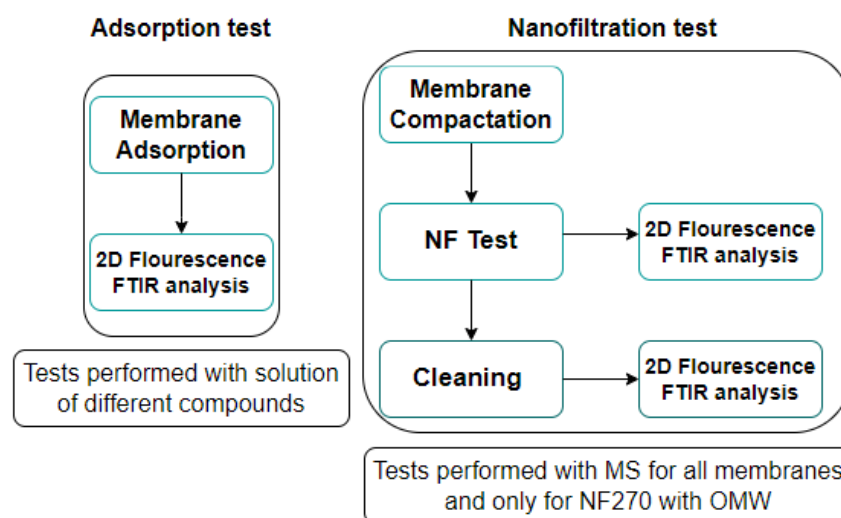 Adsorption test
Membrane
Adsorption
2D Flourescence
FTIR analysis
Tests performed with solution
of different compounds
Nanofiltration test
Membrane
Compactation
NF Test
2D Flourescence
FTIR analysis
Cleaning
2D Flourescence
FTIR analysis
Tests performed with MS for all membranes
and only for NF270 with OMW